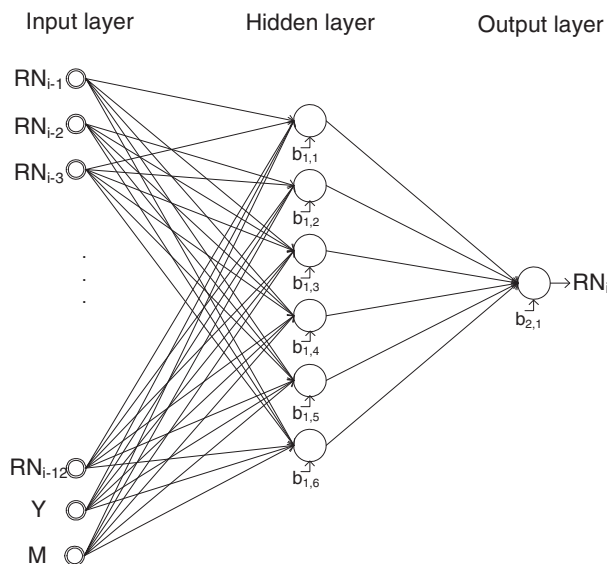 Input layer
Hidden layer
Output layer
RNi-1
RNi-2
RNi-3
.
.
.
RNi-12
Y
M
b1,1
b1,2
b1,3
b1,4
b1,5
b1,6
b2,1
RNi